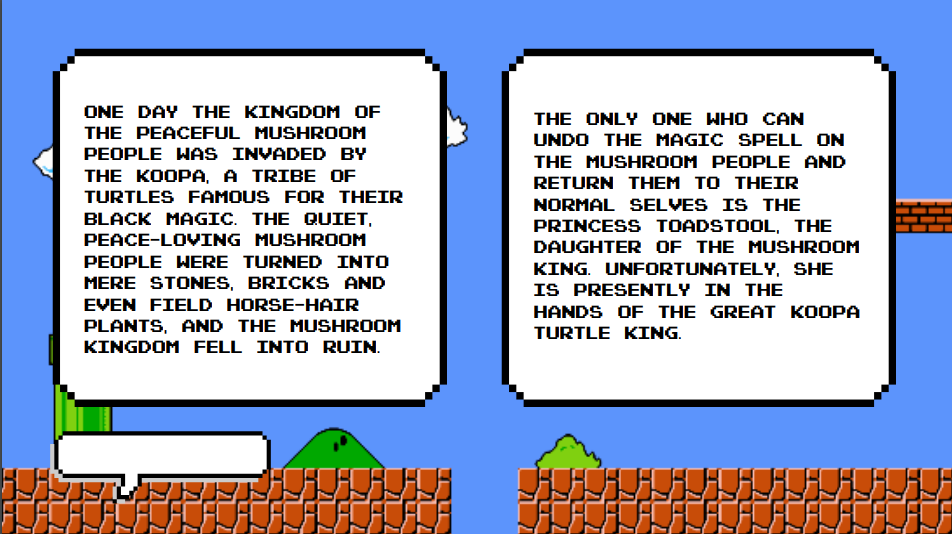 ONE DAY THE KINGDOM OF
THE PEACEFUL MUSHROOM
PEOPLE WAS INVADED BY
THE KOOPA, A TRIBE OF
TURTLES FAMOUS FOR THEIR
BLACK MAGIC. THE QUIET,
PEACE-LOVING MUSHROOM
PEOPLE WERE TURNED INTO
MERE STONES, BRICKS AND
EVEN FIELD HORSE-HAIR
PLANTS, AND THE MUSHROOM
KINGDOM FELL INTO RUIN.
THE ONLY ONE WHO CAN
UNDO THE MAGIC SPELL ON
THE MUSHROOM PEOPLE AND
RETURN THEM TO THEIR
NORMAL SELVES IS THE
PRINCESS TOADSTOOL, THE
DAUGHTER OF THE MUSHROOM
KING. UNFORTUNATELY, SHE
IS PRESENTLY IN THE
HANDS OF THE GREAT KOOPA
TURTLE KING.